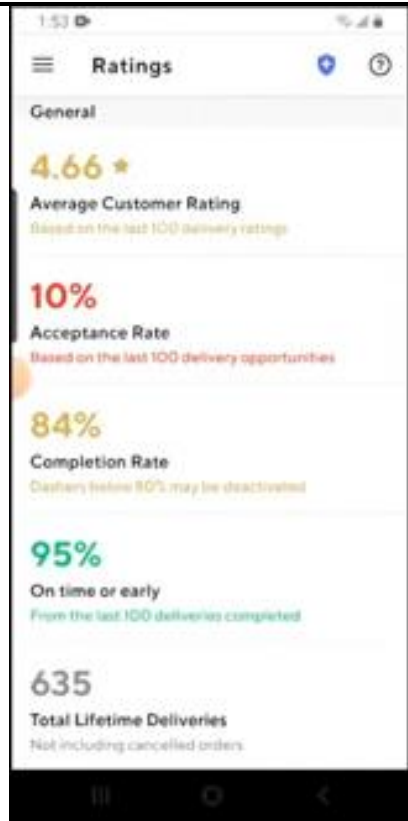 1:53
Ratings
General
4.66 ★
Average Customer Rating
Based on the last 100 delivery ratings
10%
Acceptance Rate
Based on the last 100 delivery opportunities
84%
Completion Rate
Dashers below 80% may be deactivated
95%
On time or early
From the last 100 deliveries completed
635
Total Lifetime Deliveries
Not including cancelled orders